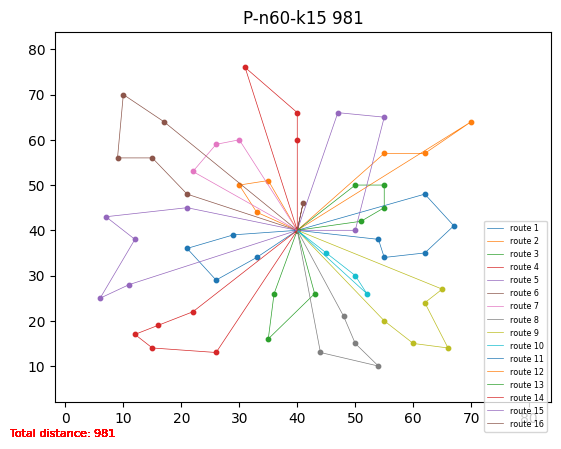 P-n60-k15 981
80
70
60
50
40
30
20
10
0 10 20 30 40 50 60 70 80
route 1
route 2
route 3
route 4
route 5
route 6
route 7
route 8
route 9
route 10
route 11
route 12
route 13
route 14
route 15
route 16
Total distance: 981